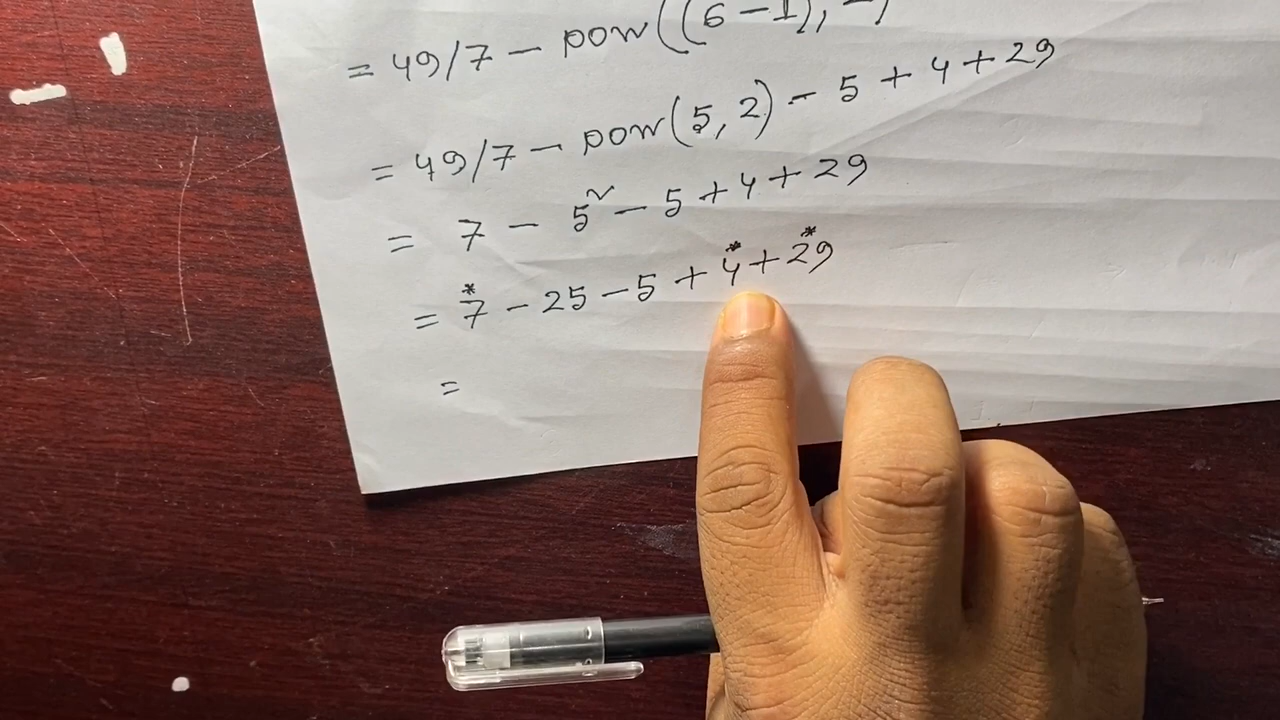 = 49/7 - pow((6-1),
= 49/7 - pow(5, 2) - 5 + 4 + 29
= 7 - 5² - 5 + 4 + 29
* * *
= 7 - 25 - 5 + 4 + 29
=